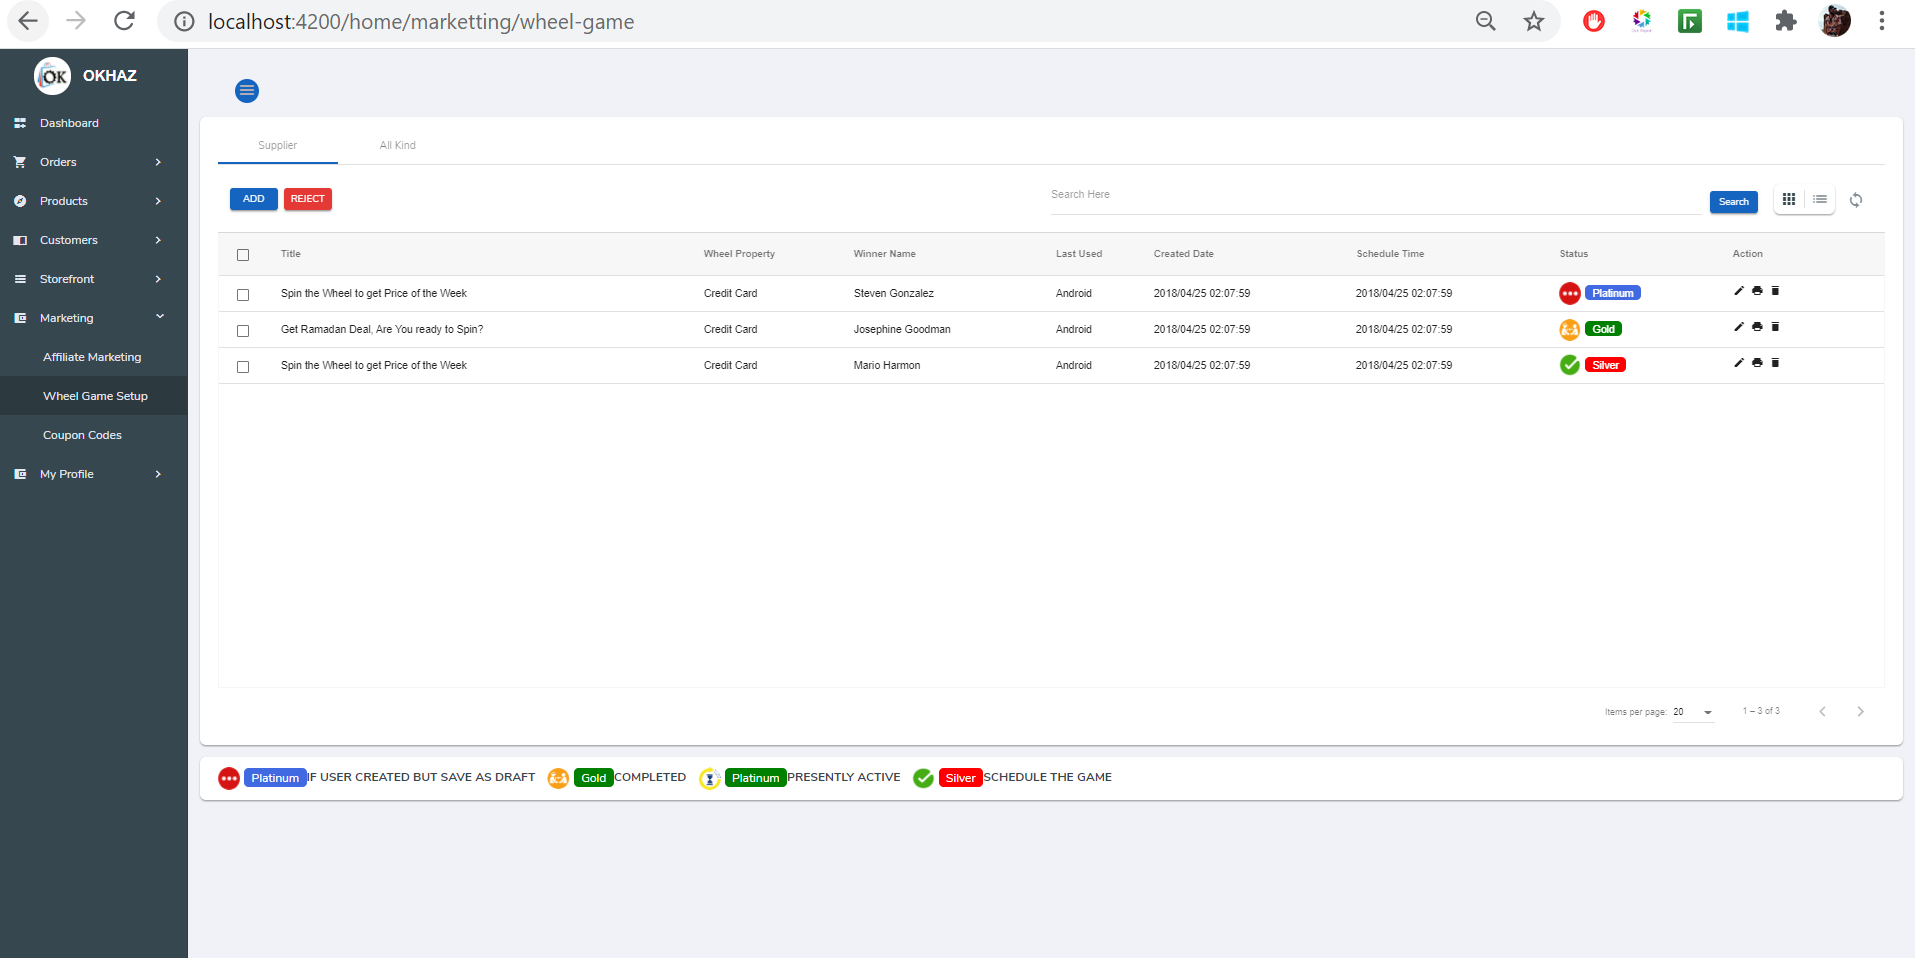 localhost:4200/home/marketting/wheel-game
OK OKHAZ
Dashboard
Orders
Products
Customers
Storefront
Marketing
Affiliate Marketing
Wheel Game Setup
Coupon Codes
My Profile
Supplier All Kind
ADD REJECT Search Here Search
Title Wheel Property Winner Name Last Used Created Date Schedule Time Status Action
Spin the Wheel to get Price of the Week Credit Card Steven Gonzalez Android 2018/04/25 02:07:59 2018/04/25 02:07:59 Platinum
Get Ramadan Deal, Are You ready to Spin? Credit Card Josephine Goodman Android 2018/04/25 02:07:59 2018/04/25 02:07:59 Gold
Spin the Wheel to get Price of the Week Credit Card Mario Harmon Android 2018/04/25 02:07:59 2018/04/25 02:07:59 Silver
Items per page: 20 1 – 3 of 3
Platinum IF USER CREATED BUT SAVE AS DRAFT Gold COMPLETED Platinum PRESENTLY ACTIVE Silver SCHEDULE THE GAME